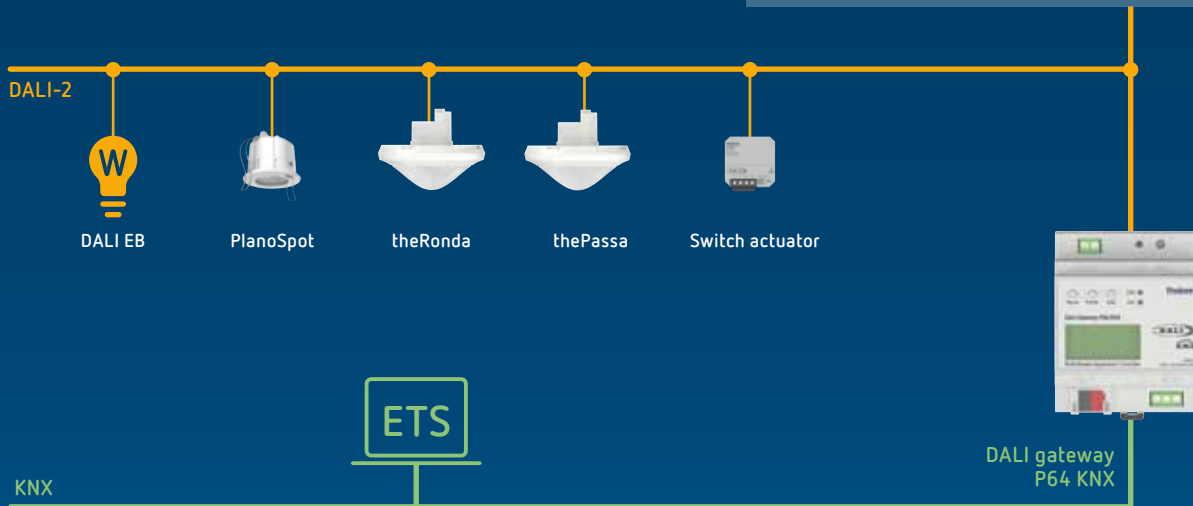 DALI-2
W
DALI EB
PlanoSpot
theRonda
thePassa
Switch actuator
ETS
DALI gateway
P64 KNX
KNX